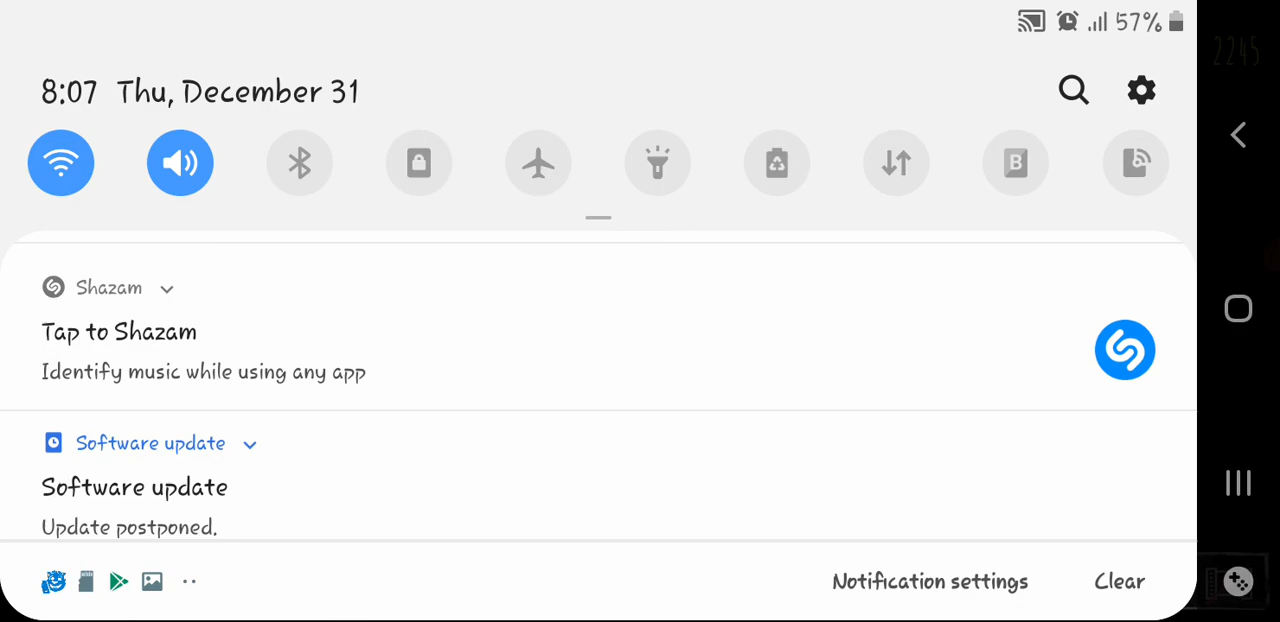 57%
2245
8:07 Thu, December 31
B
Shazam
Tap to Shazam
Identify music while using any app
Software update
Software update
Update postponed.
Notification settings Clear